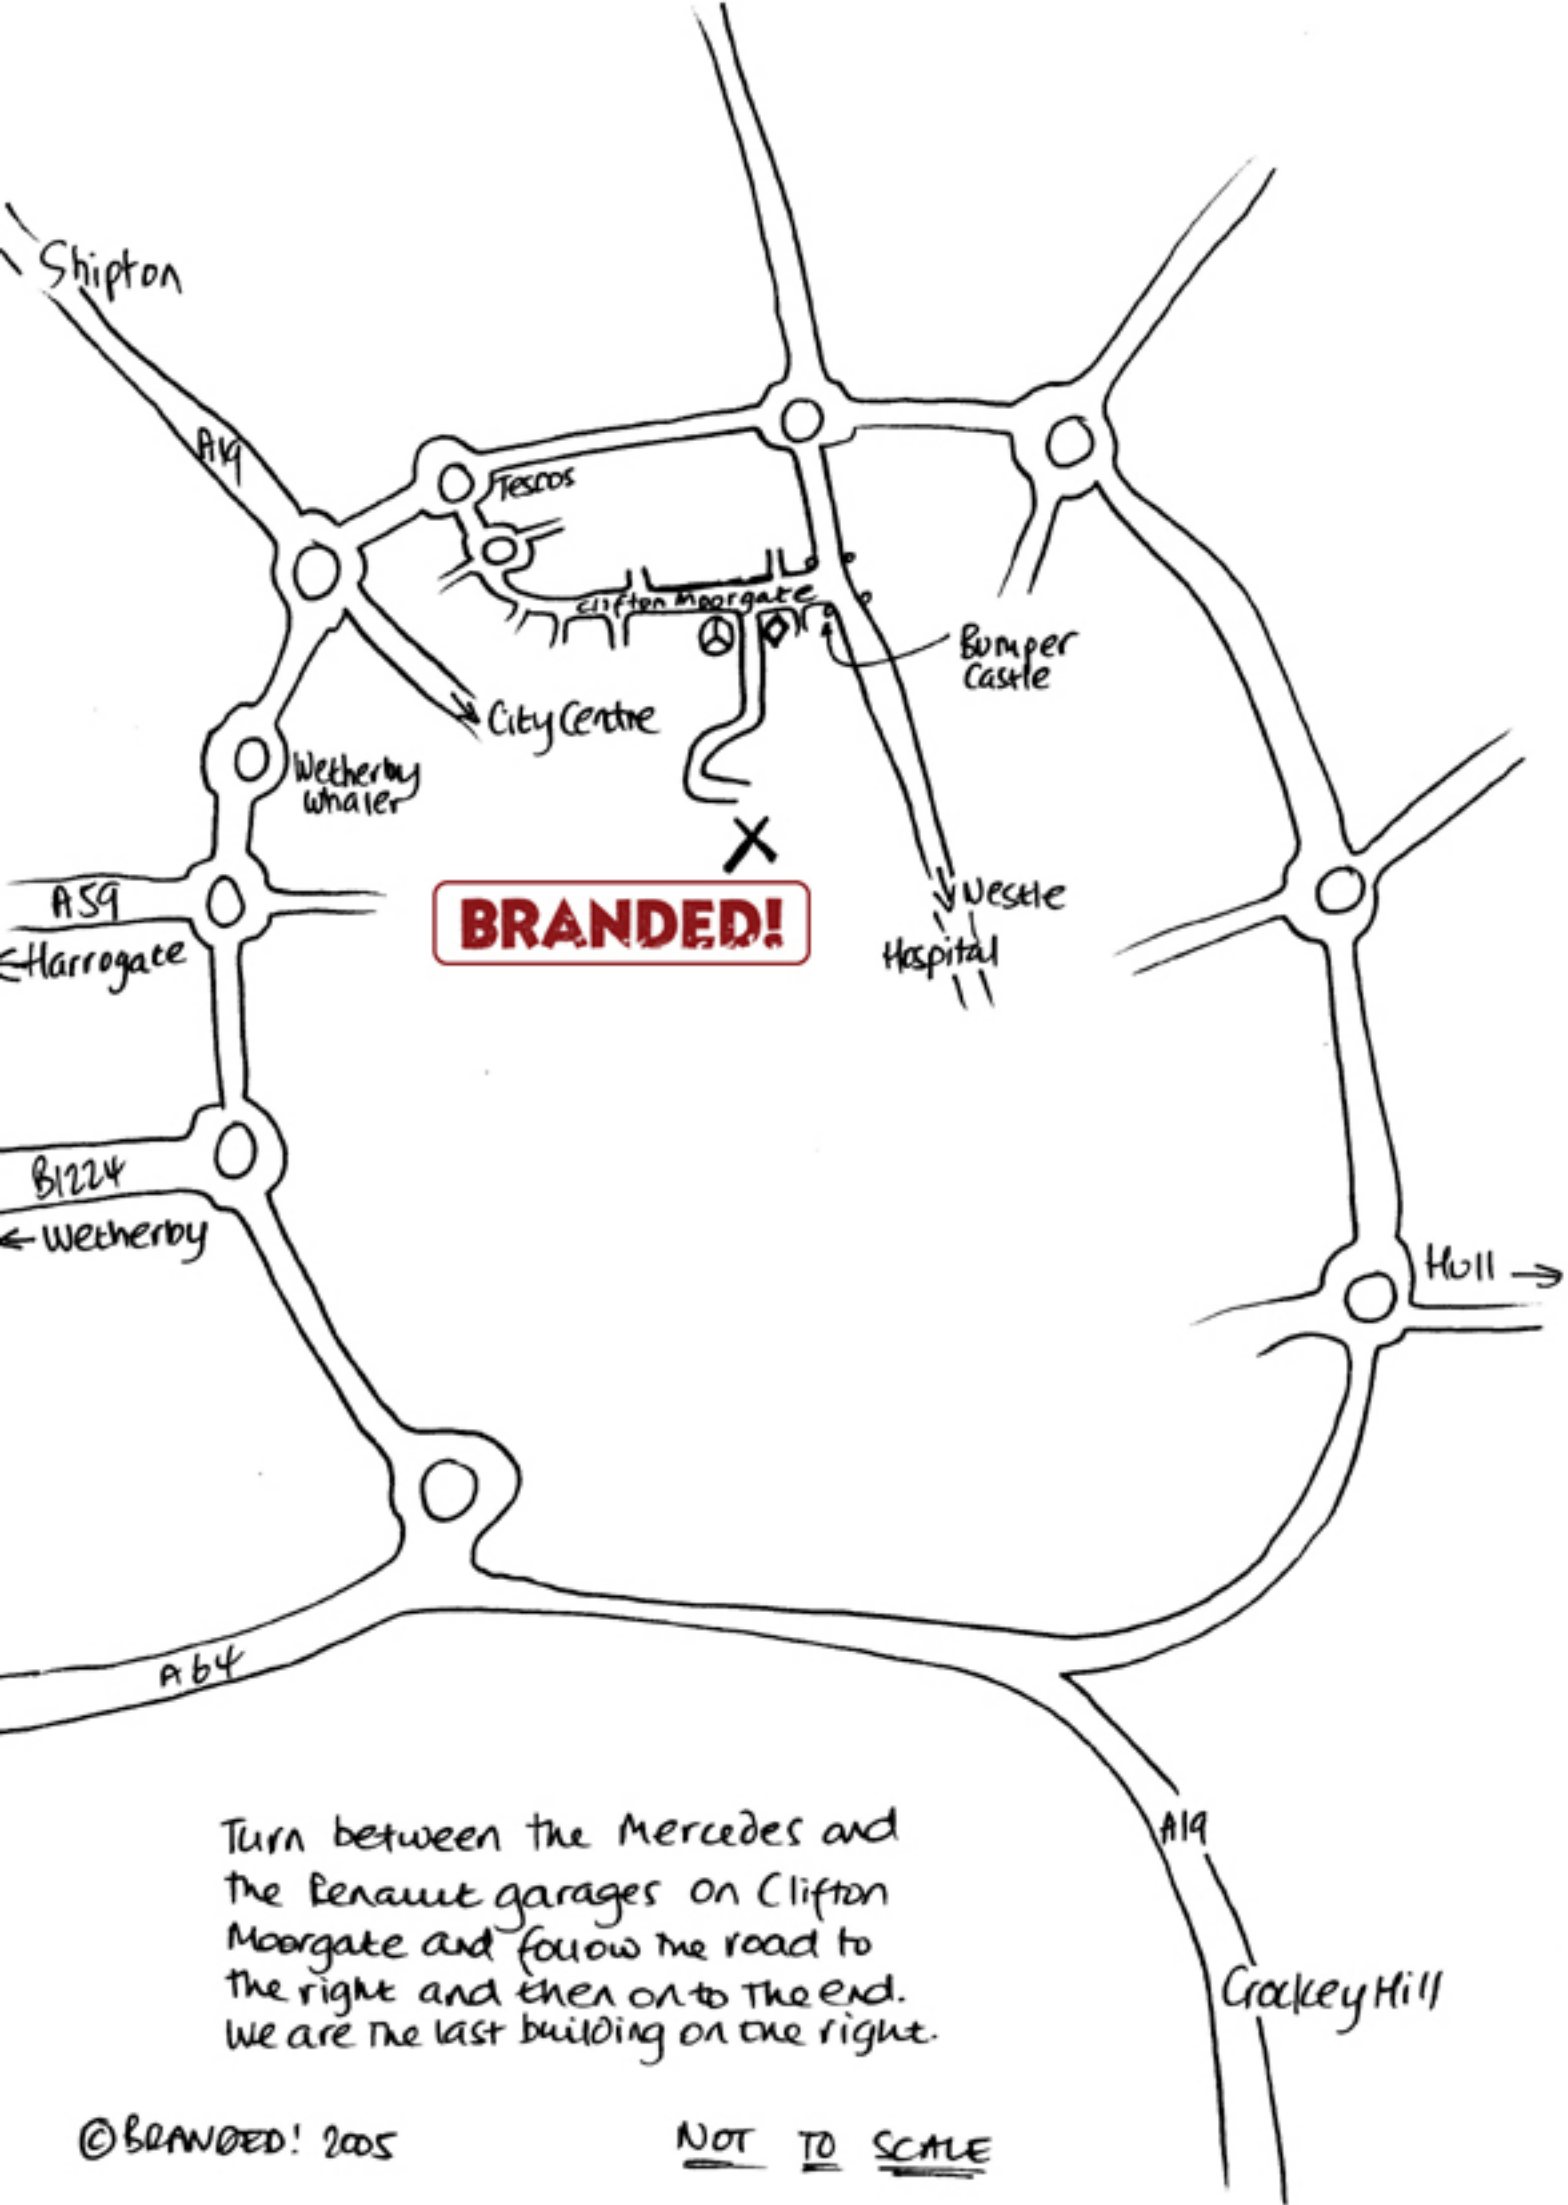 Shipton
A19
Tescos
Clifton Moorgate
Bumper
Castle
City Centre
Wetherby
Whaler
A59
←Harrogate
BRANDED!
Nestle
Hospital
B1224
← Wetherby
Hull →
A64
A19
Crockey Hill
Turn between the Mercedes and
the Renault garages on Clifton
Moorgate and follow the road to
the right and then on to the end.
We are the last building on the right.
© BRANDED! 2005
NOT TO SCALE